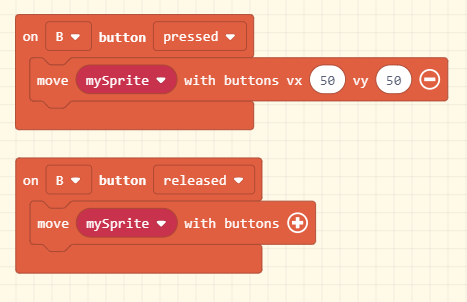 on B button pressed
move mySprite with buttons vx 50 vy 50
on B button released
move mySprite with buttons